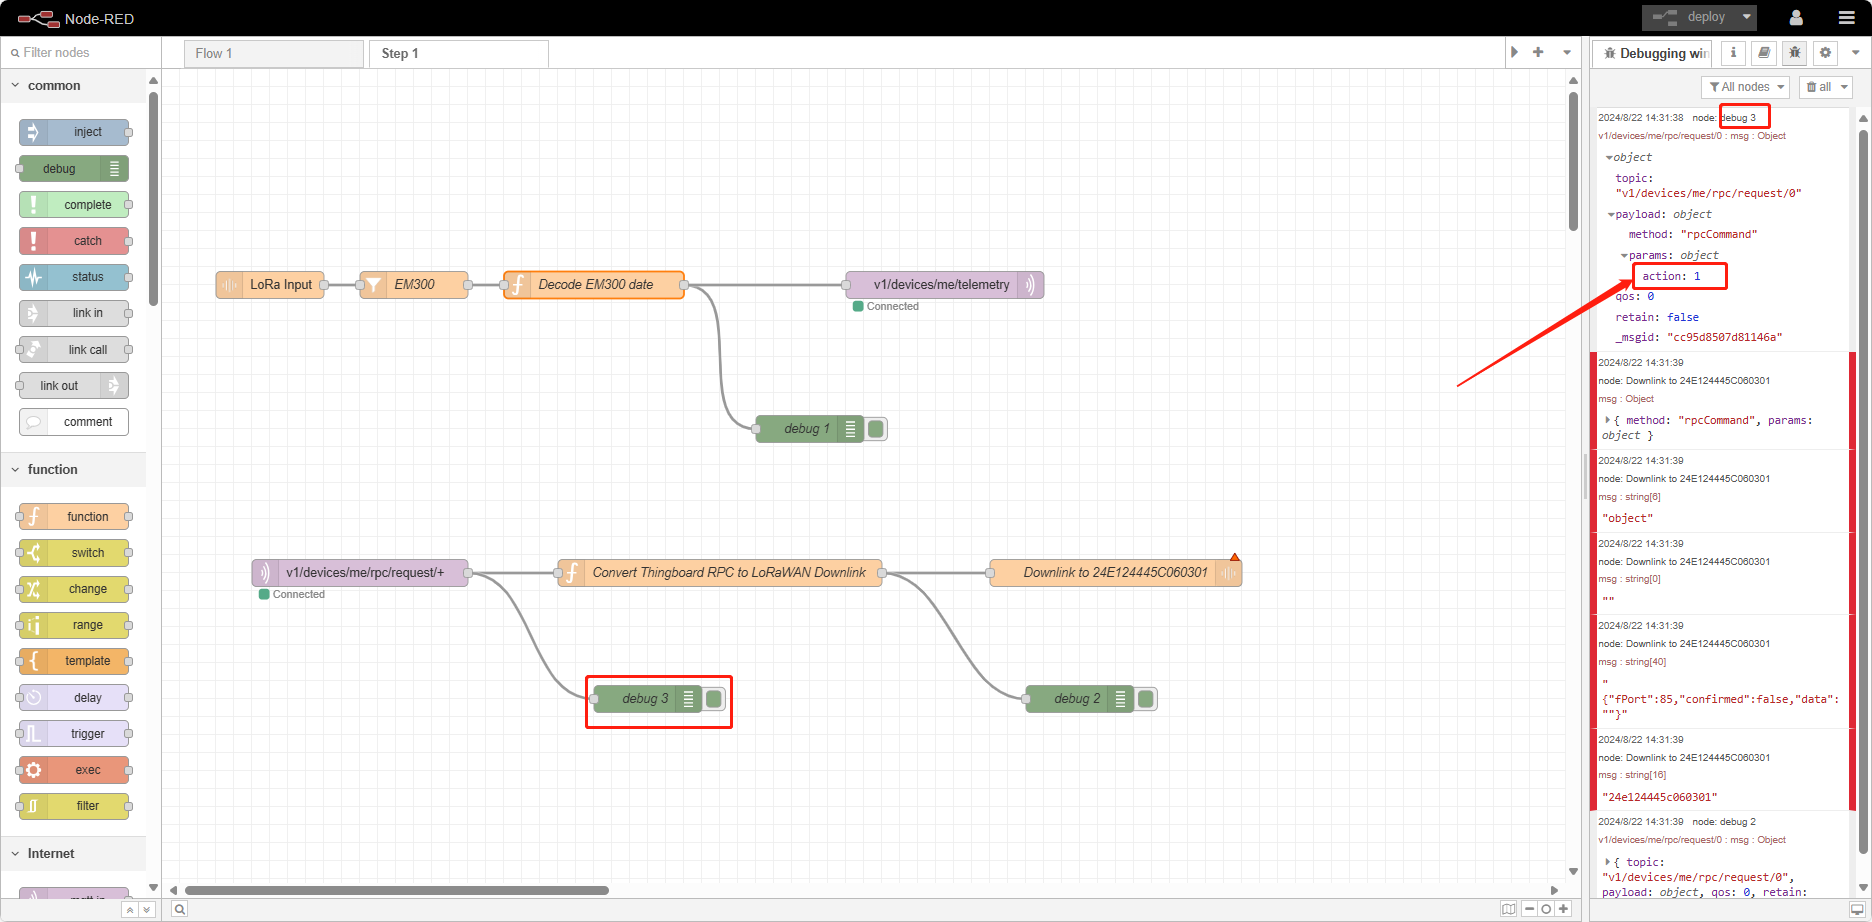 Node-RED
deploy
Filter nodes
Flow 1
Step 1
Debugging win
i
All nodes
all
common
inject
debug
complete
catch
status
link in
link call
link out
comment
function
function
switch
change
range
template
delay
trigger
exec
filter
Internet
LoRa Input
EM300
Decode EM300 date
v1/devices/me/telemetry
Connected
debug 1
v1/devices/me/rpc/request/+
Connected
Convert Thingboard RPC to LoRaWAN Downlink
Downlink to 24E124445C060301
debug 3
debug 2
2024/8/22 14:31:38 node: debug 3
v1/devices/me/rpc/request/0 : msg : Object
object
topic:
"v1/devices/me/rpc/request/0"
payload: object
method: "rpcCommand"
params: object
action: 1
qos: 0
retain: false
_msgid: "cc95d8507d81146a"
2024/8/22 14:31:39
node: Downlink to 24E124445C060301
msg : Object
{ method: "rpcCommand", params:
object }
2024/8/22 14:31:39
node: Downlink to 24E124445C060301
msg : string[6]
"object"
2024/8/22 14:31:39
node: Downlink to 24E124445C060301
msg : string[0]
""
2024/8/22 14:31:39
node: Downlink to 24E124445C060301
msg : string[40]
"
{"fPort":85,"confirmed":false,"data":
""}"
2024/8/22 14:31:39
node: Downlink to 24E124445C060301
msg : string[16]
"24e124445c060301"
2024/8/22 14:31:39 node: debug 2
v1/devices/me/rpc/request/0 : msg : Object
{ topic:
"v1/devices/me/rpc/request/0",
payload: object, qos: 0, retain: